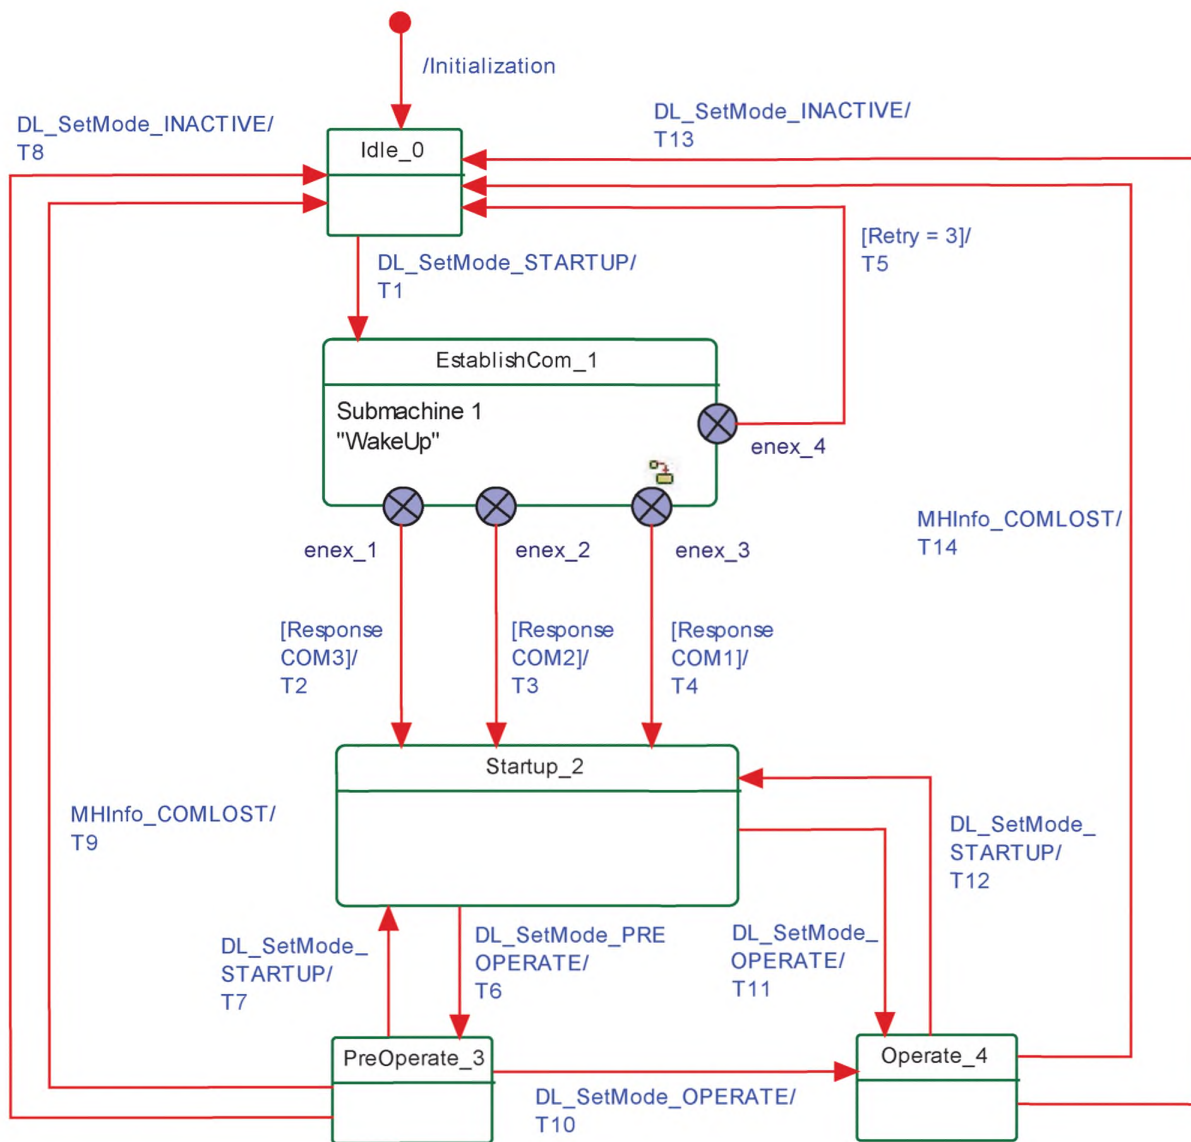 /Initialization
DL_SetMode_INACTIVE/
T8
DL_SetMode_INACTIVE/
T13
Idle_0
[Retry = 3]/
T5
DL_SetMode_STARTUP/
T1
EstablishCom_1
Submachine 1
"WakeUp"
enex_4
enex_1
enex_2
enex_3
MHInfo_COMLOST/
T14
[Response
COM3]/
T2
[Response
COM2]/
T3
[Response
COM1]/
T4
Startup_2
MHInfo_COMLOST/
T9
DL_SetMode_
STARTUP/
T12
DL_SetMode_
STARTUP/
T7
DL_SetMode_PRE
OPERATE/
T6
DL_SetMode_
OPERATE/
T11
PreOperate_3
Operate_4
DL_SetMode_OPERATE/
T10